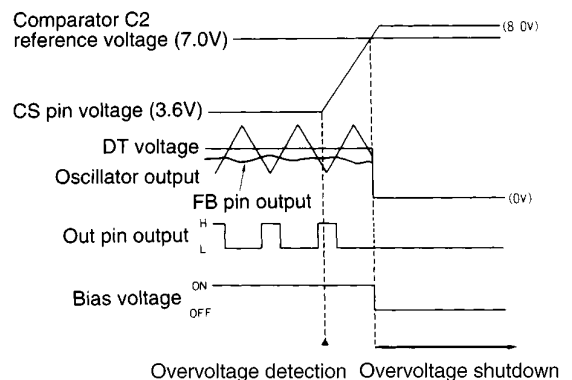 Comparator C2
reference voltage (7.0V)
(8.0V)
CS pin voltage (3.6V)
DT voltage
Oscillator output
FB pin output
(0V)
Out pin output
H
L
Bias voltage
ON
OFF
Overvoltage detection
Overvoltage shutdown